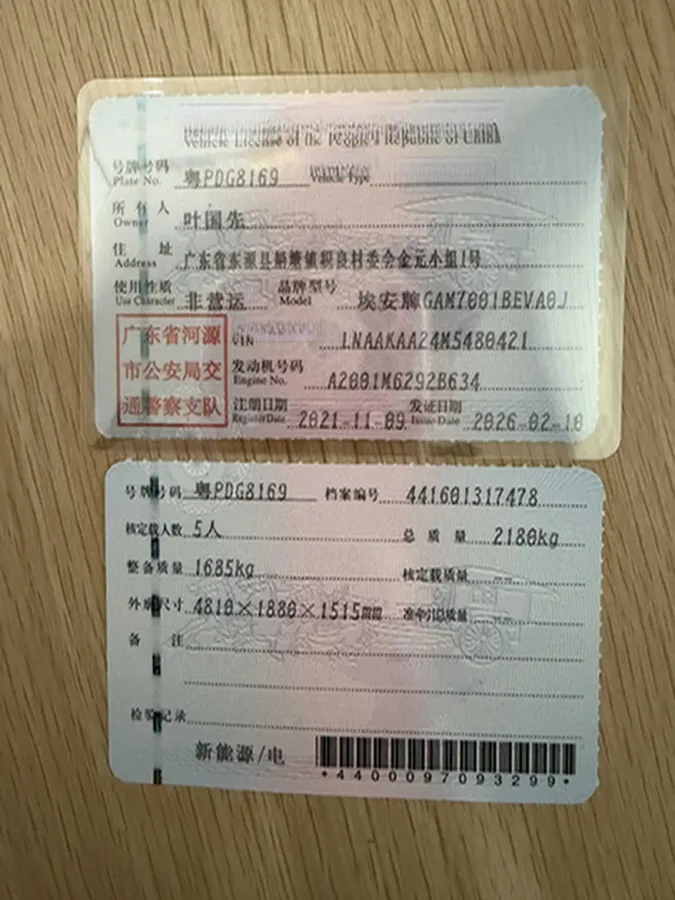 Vehicle License of the People's Republic of China
号牌号码 粤PDG8169 Vehicle Type
Plate No.
所有人 叶国先
Owner
住址 广东省东源县船塘镇积良村委会金元小组1号
Address
使用性质 非营运 品牌型号 埃安牌GAM7001BEVA0J
Use Character Model
广东省河源
市公安局交
通警察支队
VIN LNAAKAA24M5480421
发动机号码 A2001M6292B634
Engine No.
注册日期 2021-11-09 发证日期 2026-02-10
Register Date Issue Date
号牌号码 粤PDG8169 档案编号 441601317478
核定载人数 5人 总质量 2180kg
整备质量 1685kg 核定载质量 --
外廓尺寸 4810×1880×1515mm 准牵引总质量 --
备注
检验记录
新能源/电
*4400097093299*